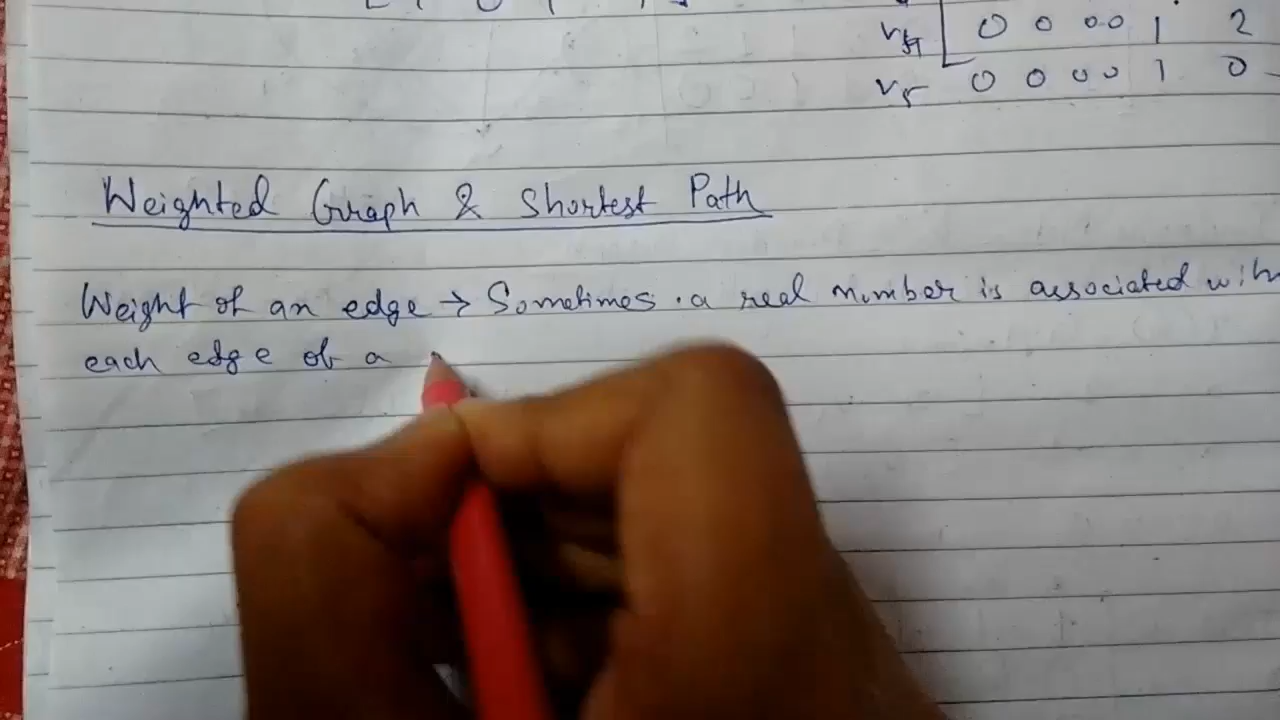 v5 0 0 0 0 1 2
v5 0 0 0 0 1 0
Weighted Graph & Shortest Path
Weight of an edge → Sometimes a real number is associated with
each edge of a